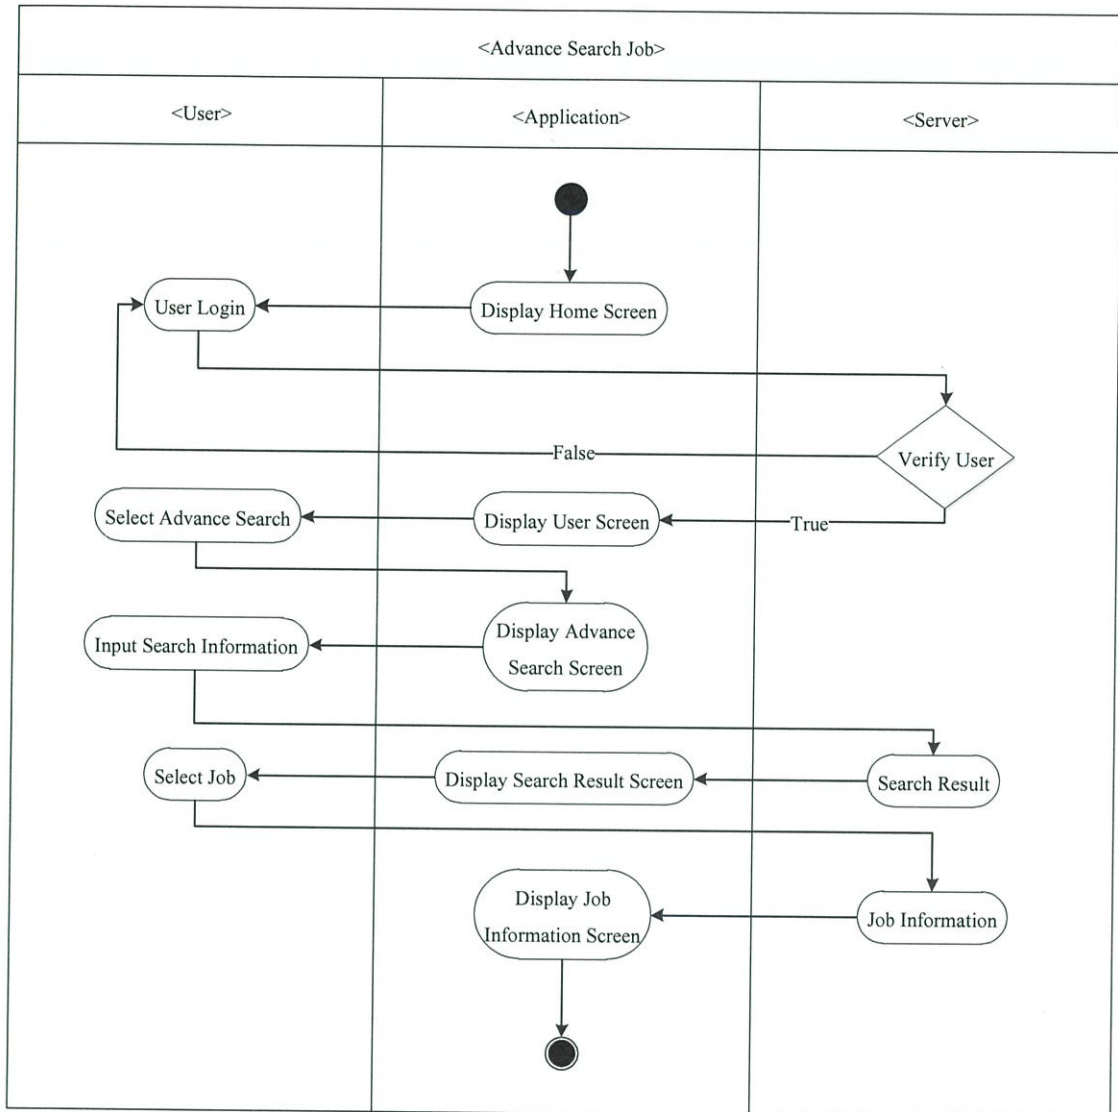 <Advance Search Job>
<User>
<Application>
<Server>
User Login
Display Home Screen
False
Verify User
Select Advance Search
Display User Screen
True
Input Search Information
Display Advance
Search Screen
Select Job
Display Search Result Screen
Search Result
Display Job
Information Screen
Job Information